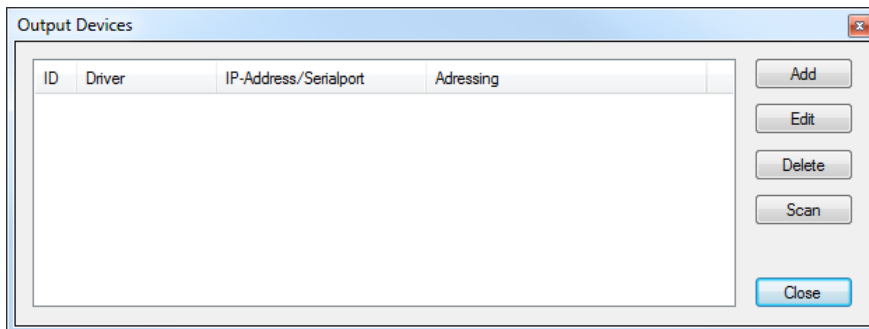 Output Devices
ID Driver IP-Address/Serialport Adressing
Add
Edit
Delete
Scan
Close